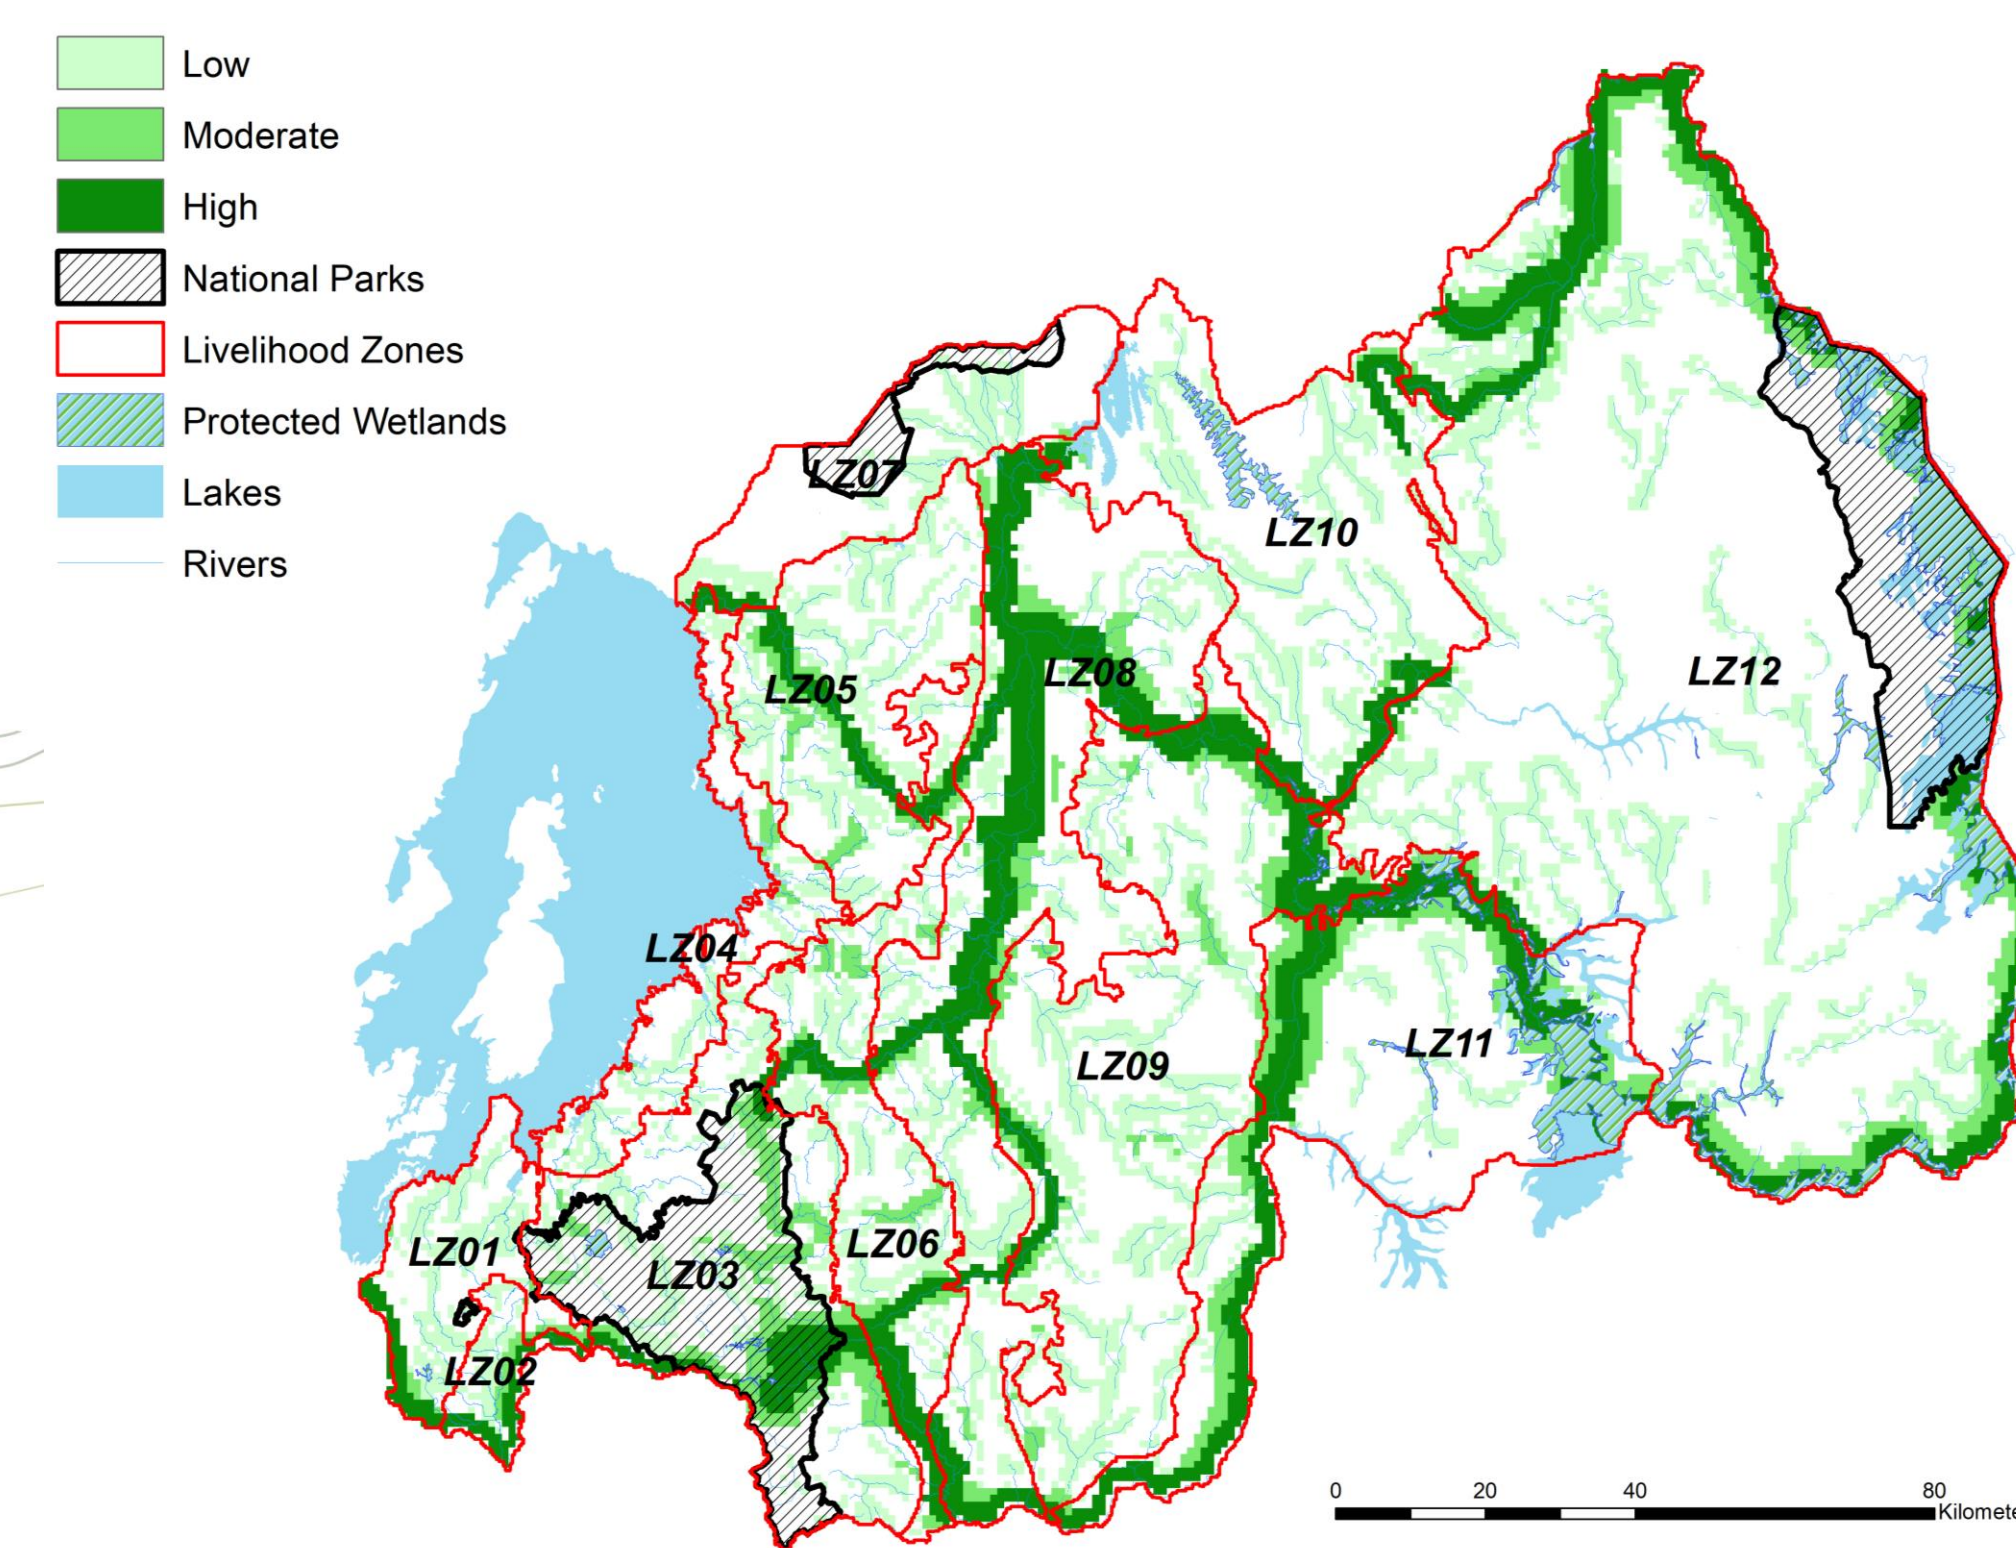 Low
Moderate
High
National Parks
Livelihood Zones
Protected Wetlands
Lakes
Rivers
LZ07
LZ10
LZ08
LZ05
LZ12
LZ04
LZ11
LZ09
LZ01
LZ06
LZ03
LZ02
0 20 40 80
Kilomete